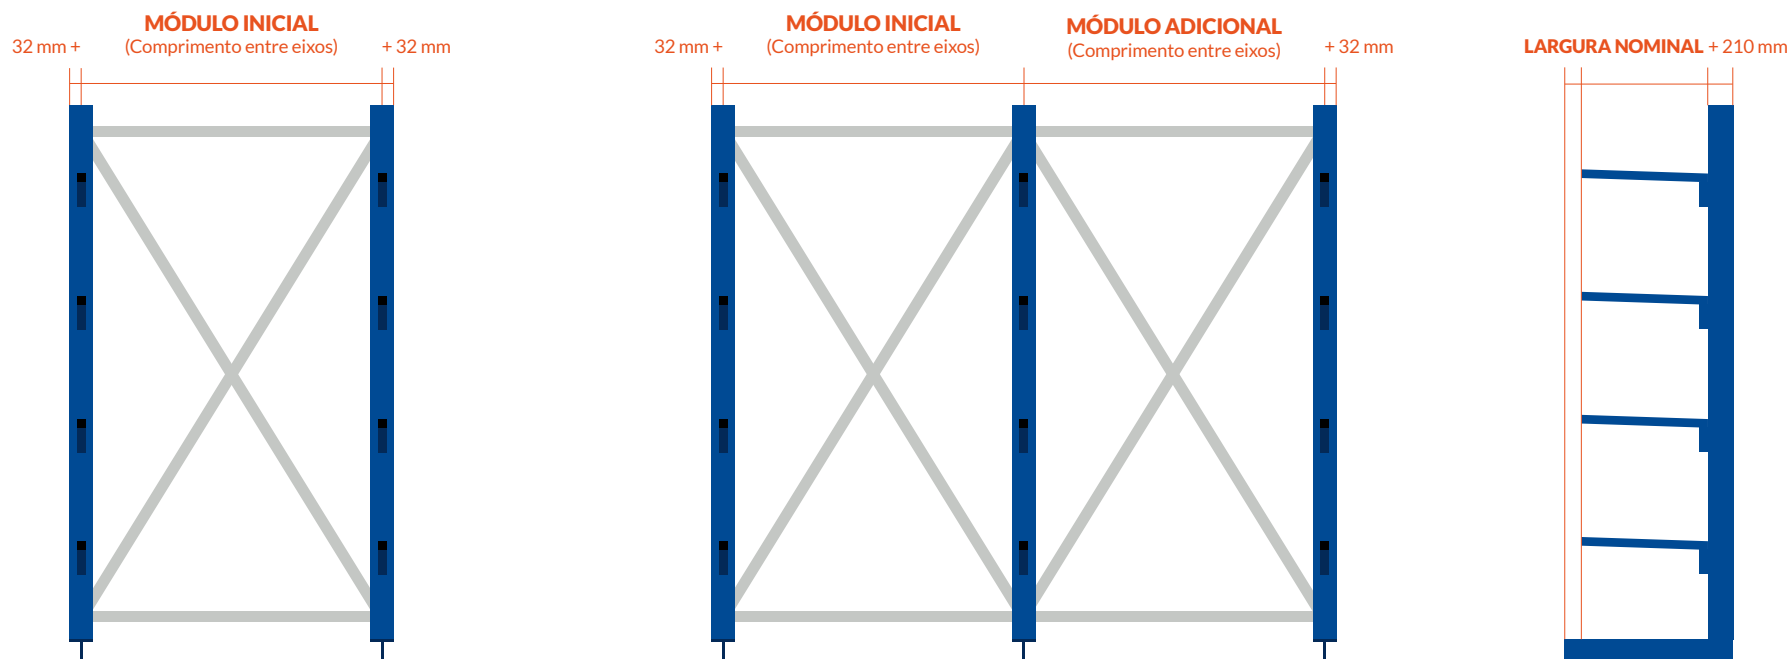 MÓDULO INICIAL
32 mm + (Comprimento entre eixos) + 32 mm
MÓDULO INICIAL
32 mm + (Comprimento entre eixos)
MÓDULO ADICIONAL
(Comprimento entre eixos) + 32 mm
LARGURA NOMINAL + 210 mm